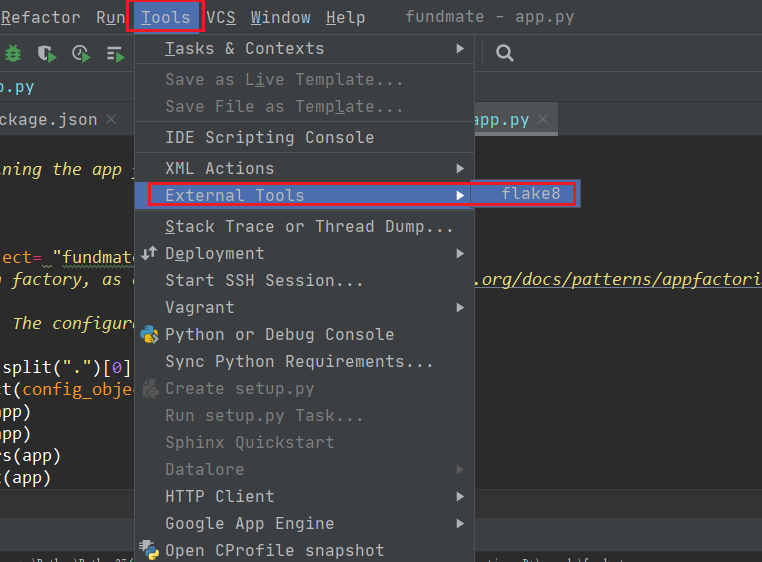 Refactor Run Tools VCS Window Help fundmate - app.py
Tasks & Contexts
Save as Live Template...
.py
Save File as Template...
ckage.json app.py
IDE Scripting Console
ning the app
XML Actions
External Tools flake8
Stack Trace or Thread Dump...
Deployment
ect= "fundmate
factory, as .org/docs/patterns/appfactori
Start SSH Session...
Vagrant
The configur
Python or Debug Console
split(".")[0]
Sync Python Requirements...
ct(config_obje
Create setup.py
app)
Run setup.py Task...
app)
Sphinx Quickstart
rs(app)
Datalore
(app)
HTTP Client
Google App Engine
Open CProfile snapshot